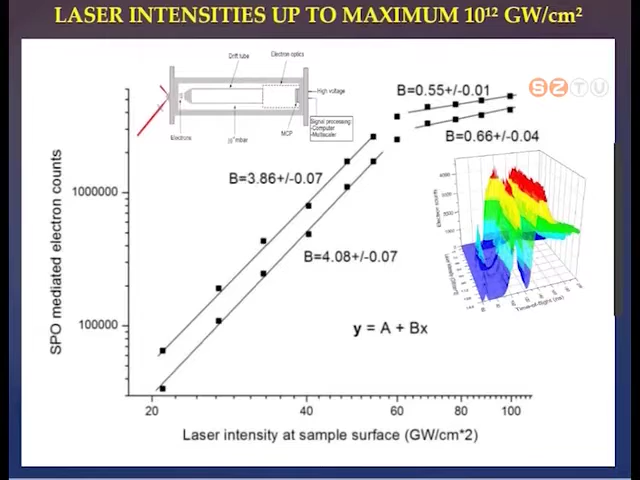 LASER INTENSITIES UP TO MAXIMUM 10¹² GW/cm²
SZTU
Drift tube
Electron optics
High voltage
Signal processing:
-Computer
-Multiscaler
Electrons
mbar
MCP
B=0.55+/-0.01
B=0.66+/-0.04
B=3.86+/-0.07
B=4.08+/-0.07
y = A + Bx
SPO mediated electron counts
1000000
100000
20
40
60
80
100
Laser intensity at sample surface (GW/cm*2)
Electron counts
Time-of-flight (ns)